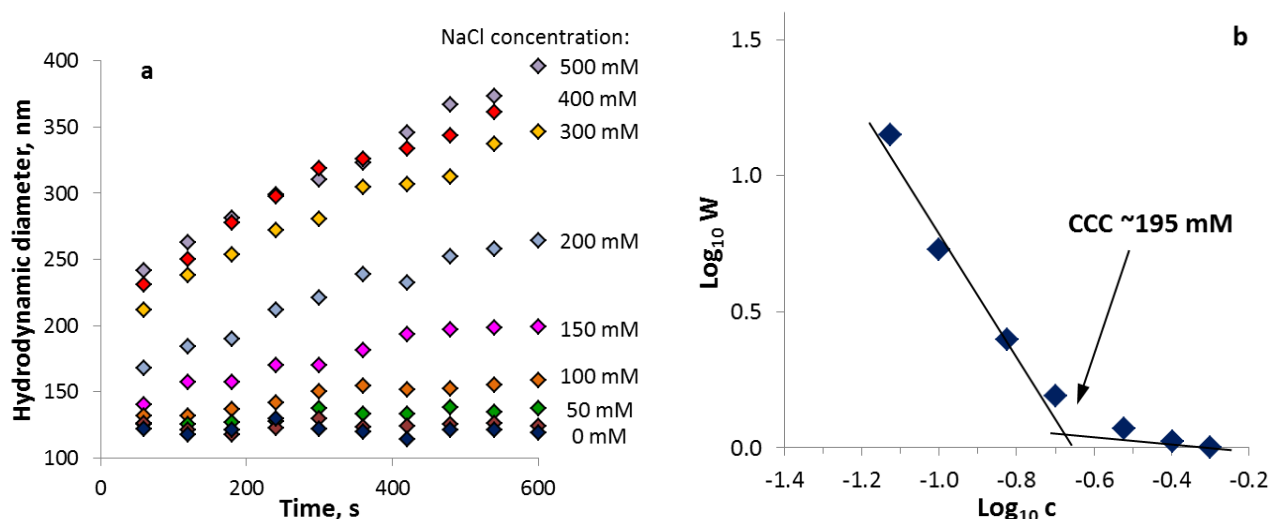 NaCl concentration:
a
500 mM
400 mM
300 mM
200 mM
150 mM
100 mM
50 mM
0 mM
400
350
300
250
200
150
100
Hydrodynamic diameter, nm
0
200
400
600
Time, s
b
1.5
1.0
0.5
0.0
Log10 W
CCC ~195 mM
-1.4
-1.2
-1.0
-0.8
-0.6
-0.4
-0.2
Log10 c